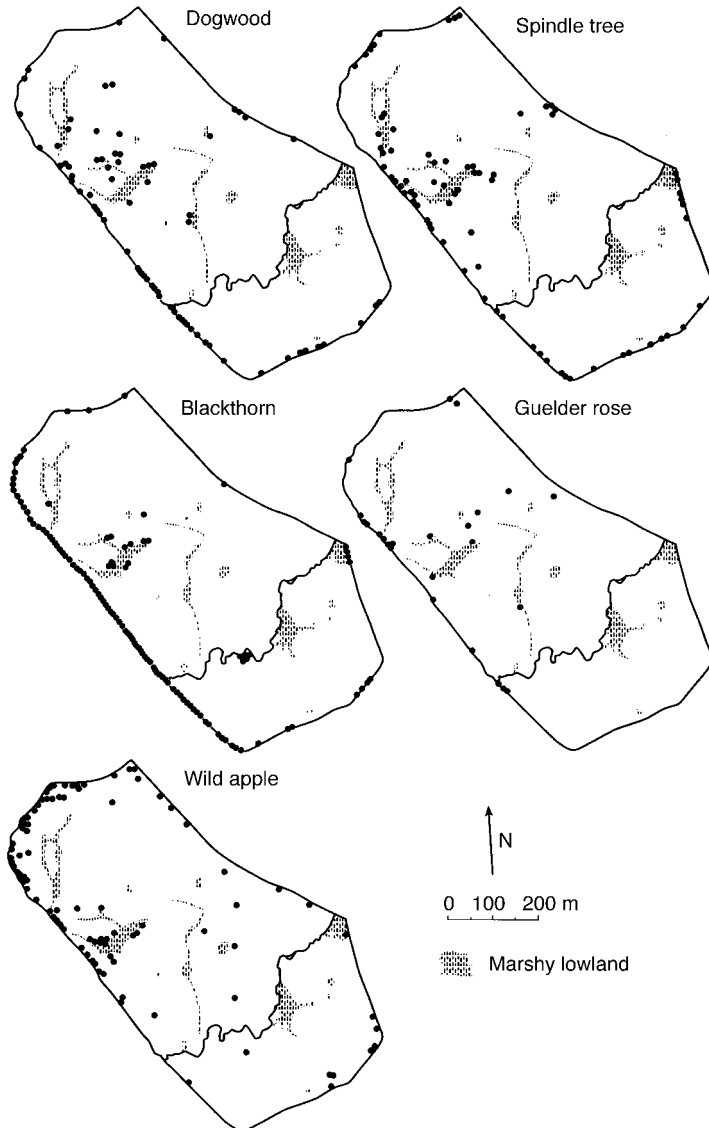 Dogwood
Spindle tree
Blackthorn
Guelder rose
Wild apple
N
0 100 200 m
Marshy lowland